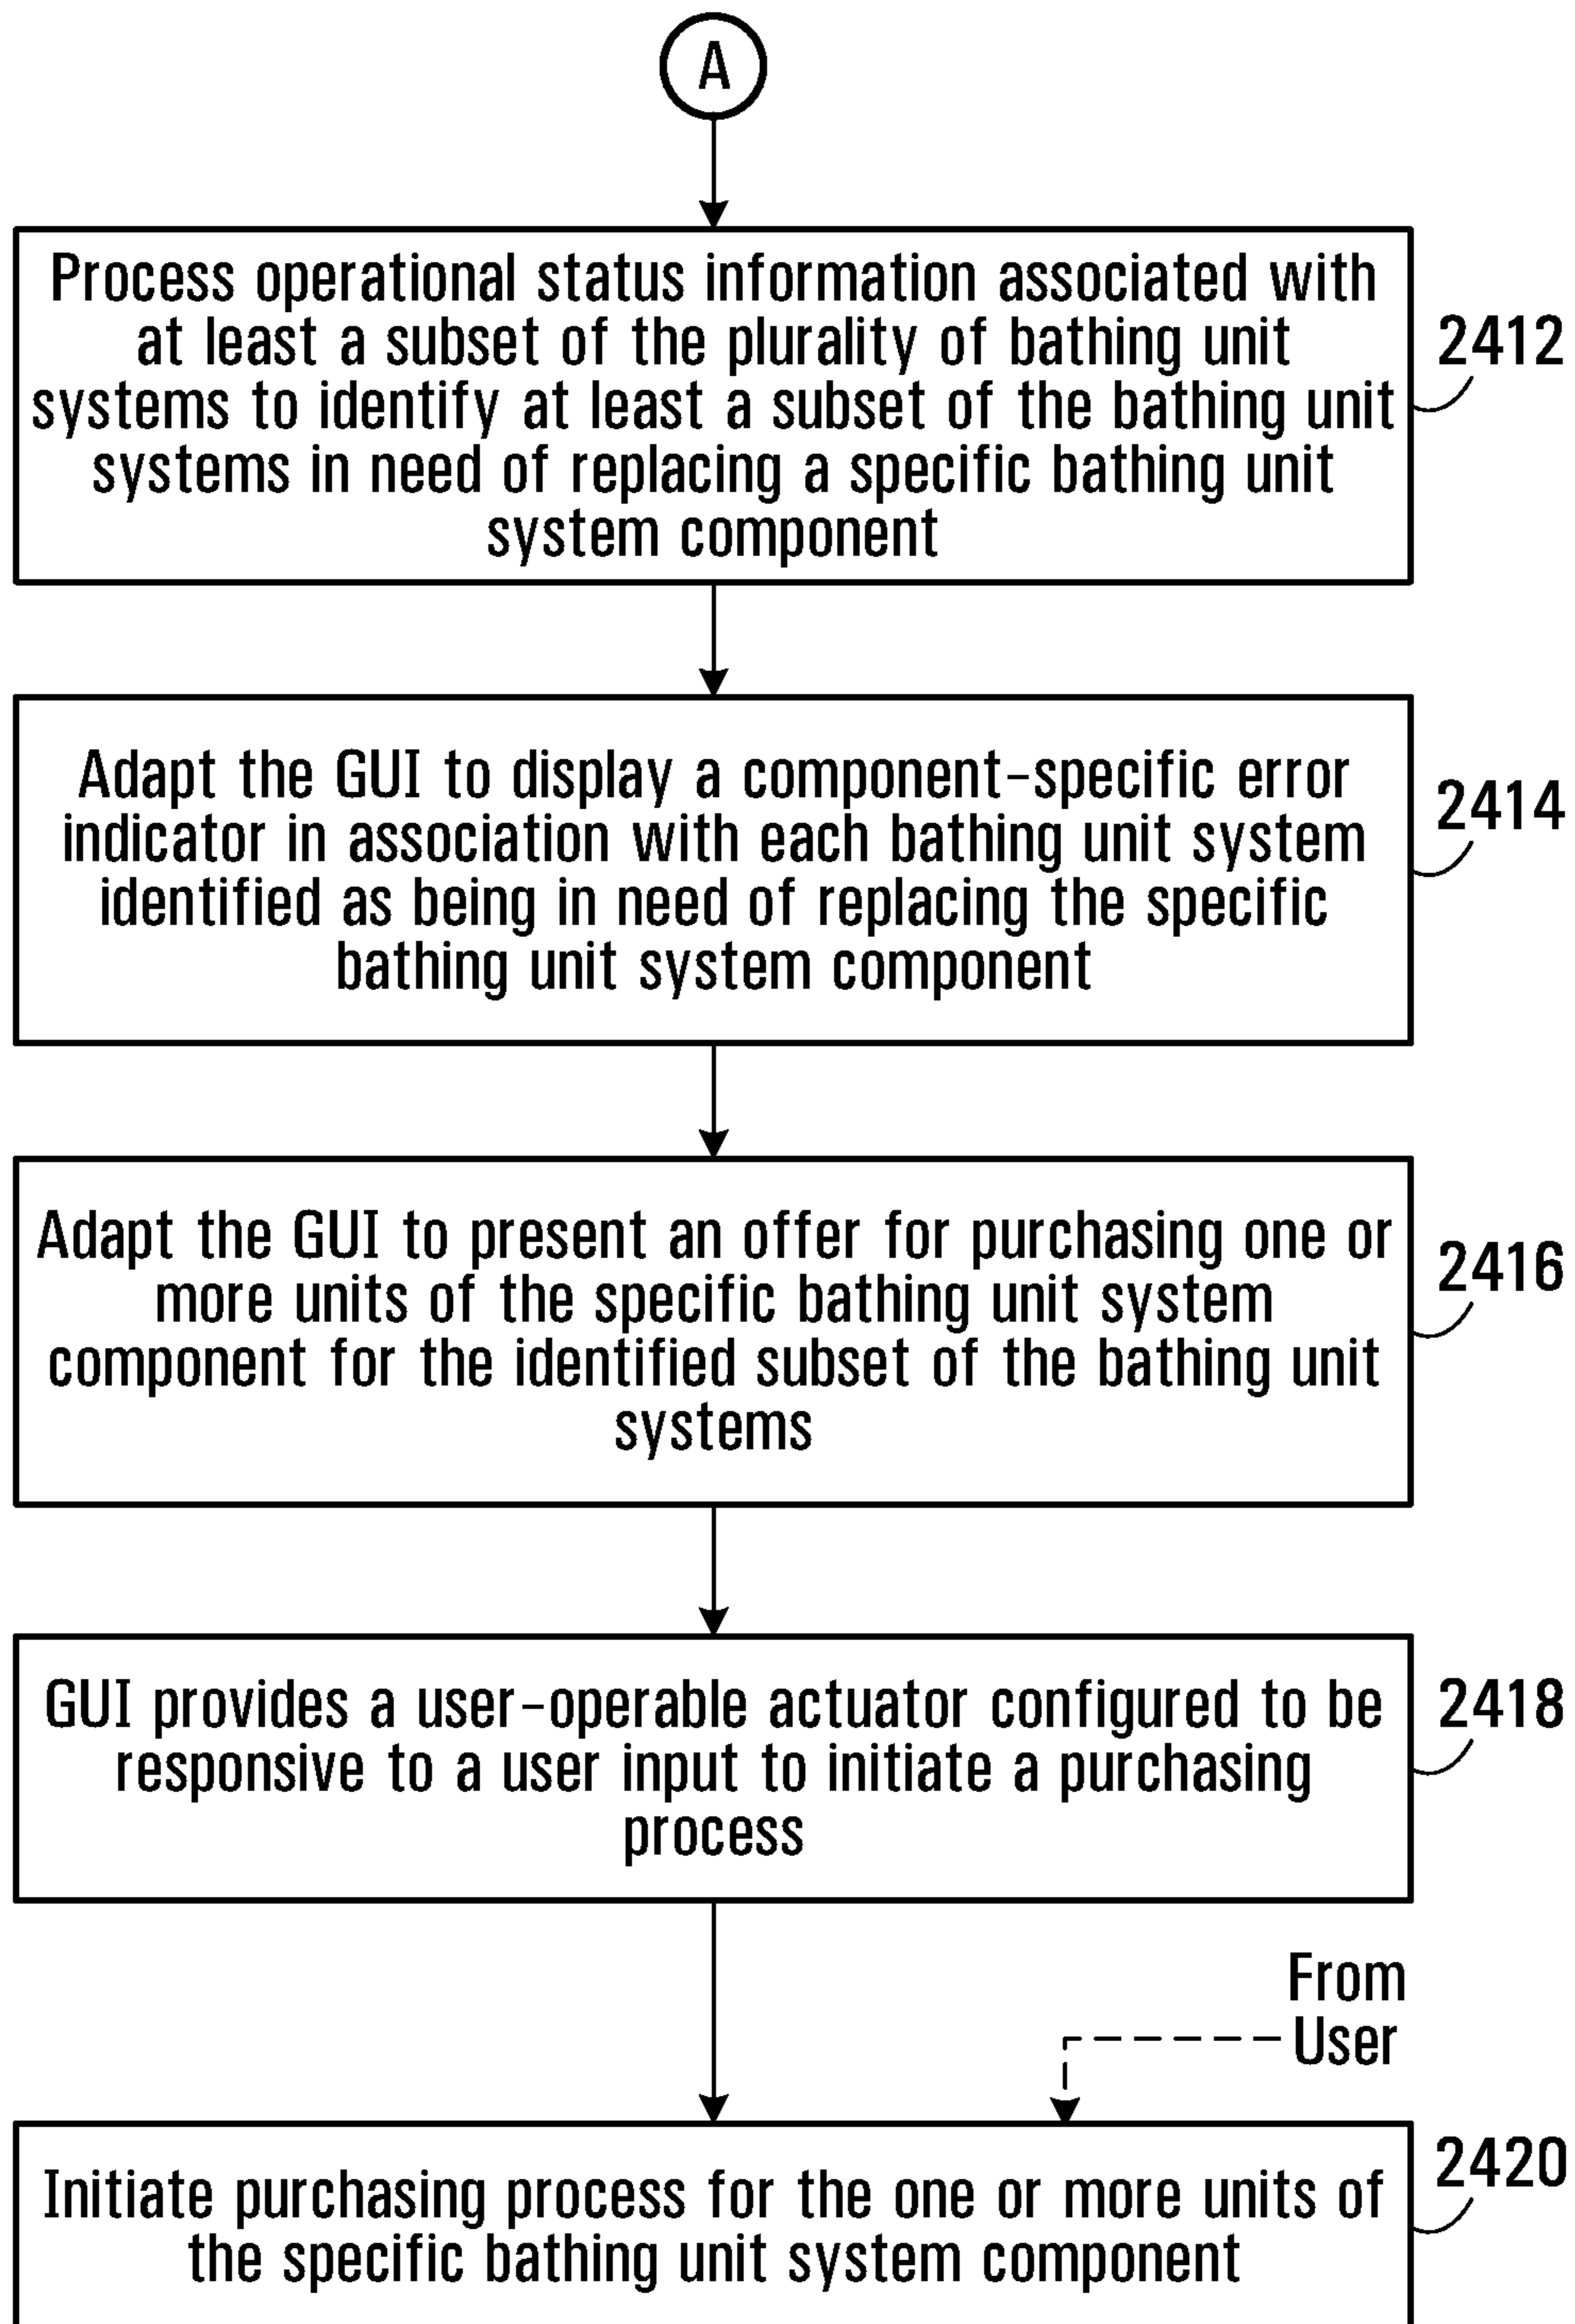 A
Process operational status information associated with
at least a subset of the plurality of bathing unit
systems to identify at least a subset of the bathing unit
systems in need of replacing a specific bathing unit
system component
2412
Adapt the GUI to display a component-specific error
indicator in association with each bathing unit system
identified as being in need of replacing the specific
bathing unit system component
2414
Adapt the GUI to present an offer for purchasing one or
more units of the specific bathing unit system
component for the identified subset of the bathing unit
systems
2416
GUI provides a user-operable actuator configured to be
responsive to a user input to initiate a purchasing
process
2418
From
User
Initiate purchasing process for the one or more units of
the specific bathing unit system component
2420